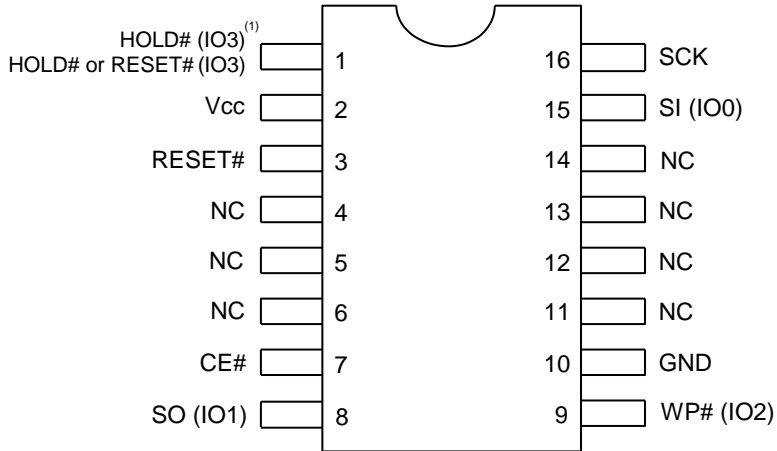 HOLD# (IO3)(1)
HOLD# or RESET# (IO3)
1
16
SCK
Vcc
2
15
SI (IO0)
RESET#
3
14
NC
NC
4
13
NC
NC
5
12
NC
NC
6
11
NC
CE#
7
10
GND
SO (IO1)
8
9
WP# (IO2)